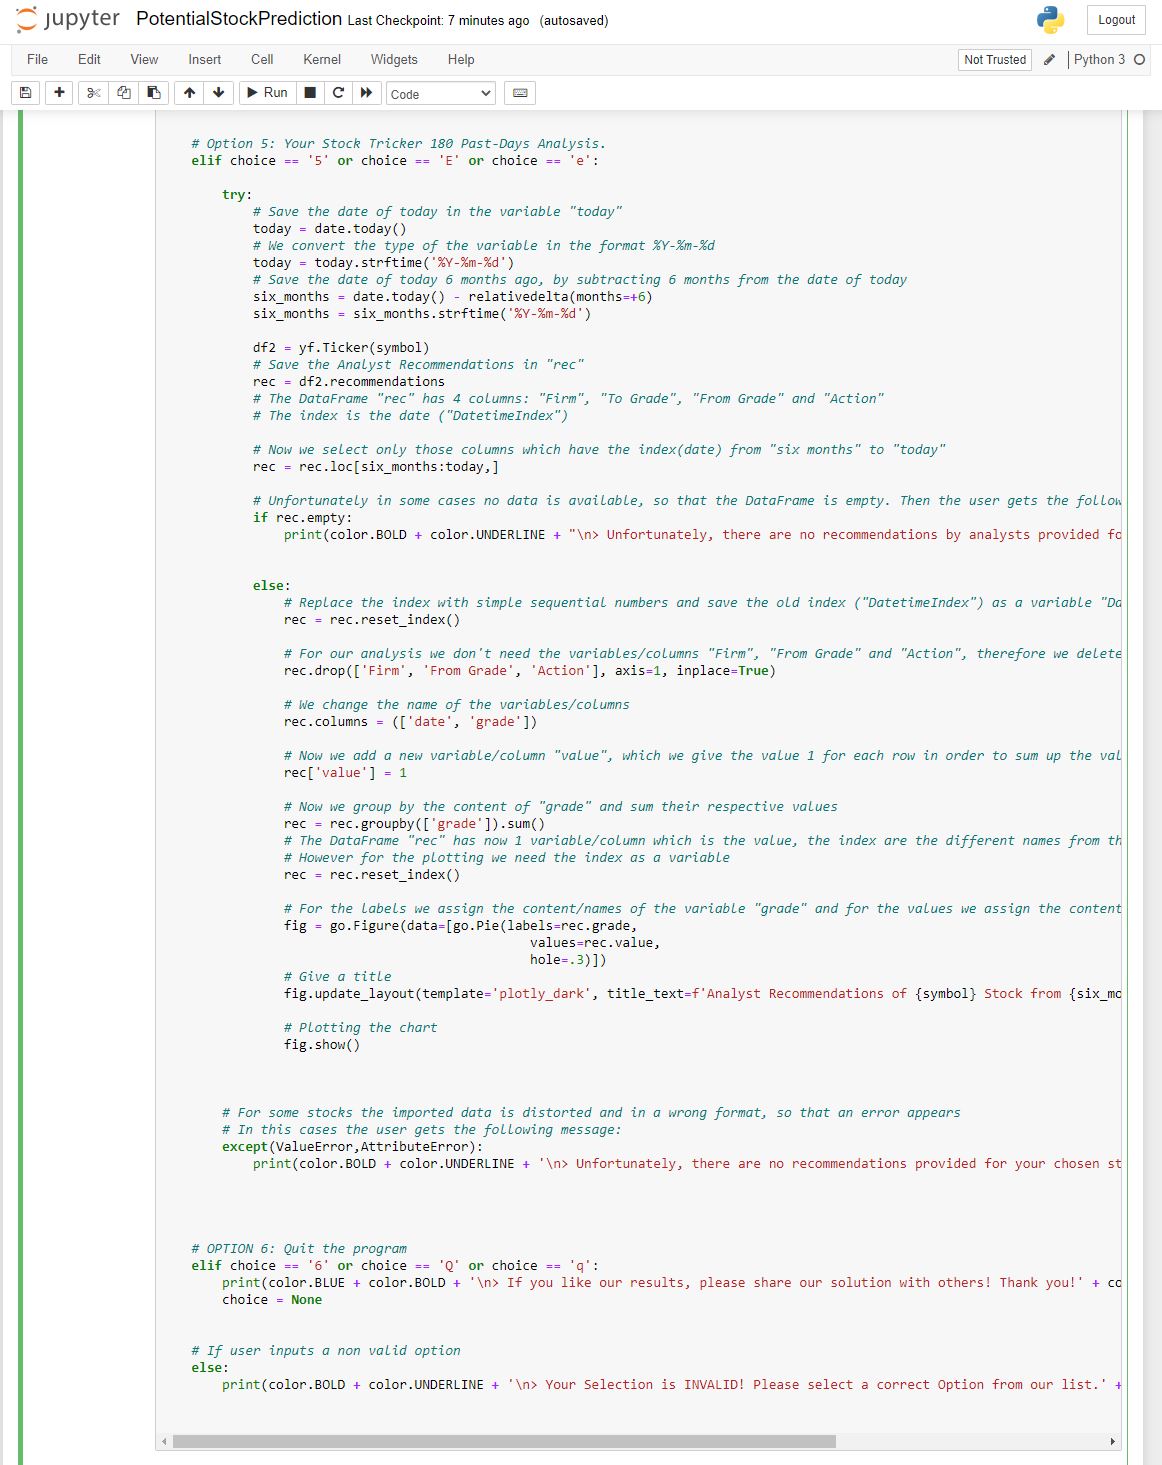 jupyter PotentialStockPrediction Last Checkpoint: 7 minutes ago (autosaved) Logout
File Edit View Insert Cell Kernel Widgets Help Not Trusted Python 3
Run Code
# Option 5: Your Stock Tricker 180 Past-Days Analysis.
elif choice == '5' or choice == 'E' or choice == 'e':
try:
# Save the date of today in the variable "today"
today = date.today()
# We convert the type of the variable in the format %Y-%m-%d
today = today.strftime('%Y-%m-%d')
# Save the date of today 6 months ago, by subtracting 6 months from the date of today
six_months = date.today() - relativedelta(months=+6)
six_months = six_months.strftime('%Y-%m-%d')
df2 = yf.Ticker(symbol)
# Save the Analyst Recommendations in "rec"
rec = df2.recommendations
# The DataFrame "rec" has 4 columns: "Firm", "To Grade", "From Grade" and "Action"
# The index is the date ("DatetimeIndex")
# Now we select only those columns which have the index(date) from "six months" to "today"
rec = rec.loc[six_months:today,]
# Unfortunately in some cases no data is available, so that the DataFrame is empty. Then the user gets the follow
if rec.empty:
print(color.BOLD + color.UNDERLINE + "\n> Unfortunately, there are no recommendations by analysts provided fo
else:
# Replace the index with simple sequential numbers and save the old index ("DatetimeIndex") as a variable "Da
rec = rec.reset_index()
# For our analysis we don't need the variables/columns "Firm", "From Grade" and "Action", therefore we delete
rec.drop(['Firm', 'From Grade', 'Action'], axis=1, inplace=True)
# We change the name of the variables/columns
rec.columns = (['date', 'grade'])
# Now we add a new variable/column "value", which we give the value 1 for each row in order to sum up the val
rec['value'] = 1
# Now we group by the content of "grade" and sum their respective values
rec = rec.groupby(['grade']).sum()
# The DataFrame "rec" has now 1 variable/column which is the value, the index are the different names from th
# However for the plotting we need the index as a variable
rec = rec.reset_index()
# For the labels we assign the content/names of the variable "grade" and for the values we assign the content
fig = go.Figure(data=[go.Pie(labels=rec.grade,
values=rec.value,
hole=.3)])
# Give a title
fig.update_layout(template='plotly_dark', title_text=f'Analyst Recommendations of {symbol} Stock from {six_mo
# Plotting the chart
fig.show()
# For some stocks the imported data is distorted and in a wrong format, so that an error appears
# In this cases the user gets the following message:
except(ValueError,AttributeError):
print(color.BOLD + color.UNDERLINE + '\n> Unfortunately, there are no recommendations provided for your chosen st
# OPTION 6: Quit the program
elif choice == '6' or choice == 'Q' or choice == 'q':
print(color.BLUE + color.BOLD + '\n> If you like our results, please share our solution with others! Thank you!' + co
choice = None
# If user inputs a non valid option
else:
print(color.BOLD + color.UNDERLINE + '\n> Your Selection is INVALID! Please select a correct Option from our list.' +